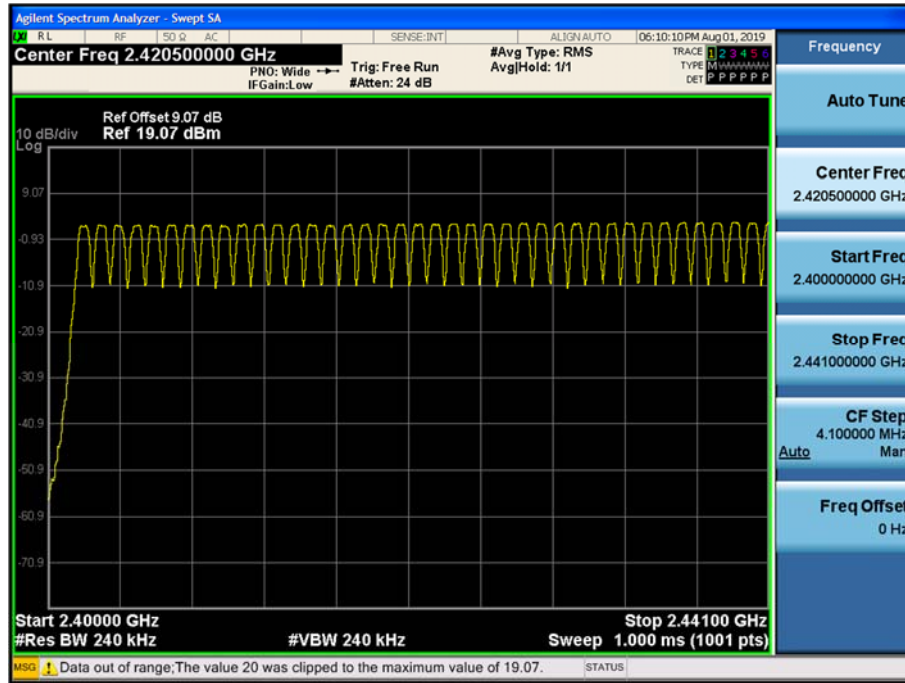 Agilent Spectrum Analyzer - Swept SA
LXI RL RF 50 Ω AC SENSE:INT ALIGN AUTO 06:10:10 PM Aug 01, 2019
Center Freq 2.420500000 GHz
PNO: Wide
IFGain:Low
Trig: Free Run
#Atten: 24 dB
#Avg Type: RMS
Avg|Hold: 1/1
TRACE 1 2 3 4 5 6
TYPE M
DET P P P P P P
Frequency
Auto Tune
Center Freq
2.420500000 GHz
Start Freq
2.400000000 GHz
Stop Freq
2.441000000 GHz
CF Step
4.100000 MHz
Auto Man
Freq Offset
0 Hz
Ref Offset 9.07 dB
10 dB/div Ref 19.07 dBm
Log
9.07
-0.93
-10.9
-20.9
-30.9
-40.9
-50.9
-60.9
-70.9
Start 2.40000 GHz Stop 2.44100 GHz
#Res BW 240 kHz #VBW 240 kHz Sweep 1.000 ms (1001 pts)
MSG Data out of range;The value 20 was clipped to the maximum value of 19.07. STATUS